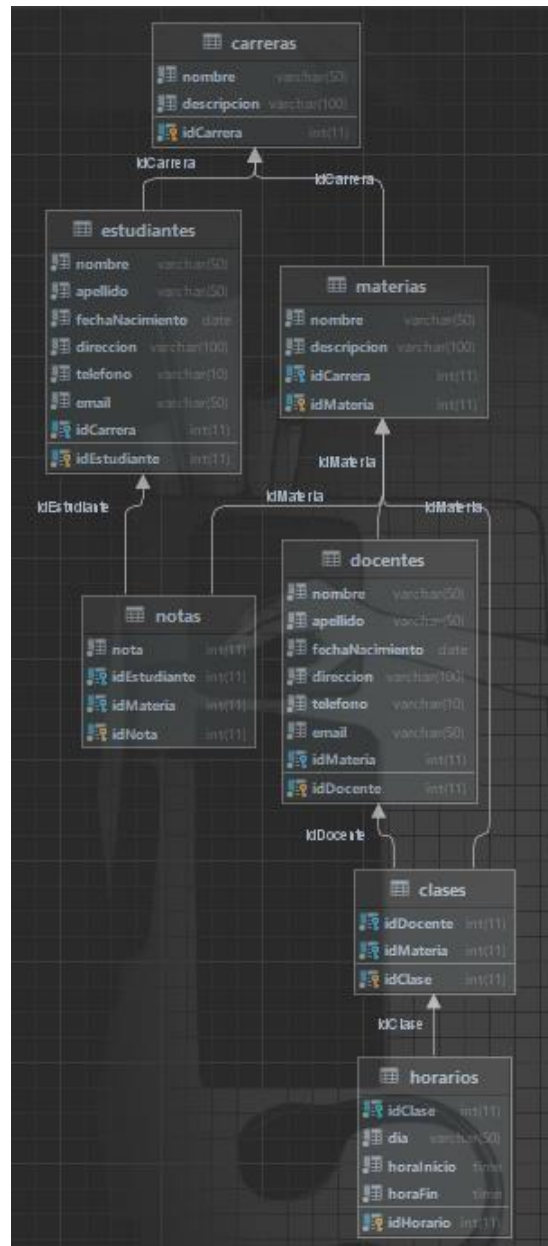 carreras
nombre varchar(50)
descripcion varchar(100)
idCarrera int(11)
idCarrera
idCarrera
estudiantes
nombre varchar(50)
apellido varchar(50)
fechaNacimiento date
direccion varchar(100)
telefono varchar(10)
email varchar(50)
idCarrera int(11)
idEstudiante int(11)
materias
nombre varchar(50)
descripcion varchar(100)
idCarrera int(11)
idMateria int(11)
idMateria
idEstudiante
idMateria
idMateria
notas
nota int(11)
idEstudiante int(11)
idMateria int(11)
idNota int(11)
docentes
nombre varchar(50)
apellido varchar(50)
fechaNacimiento date
direccion varchar(100)
telefono varchar(10)
email varchar(50)
idMateria int(11)
idDocente int(11)
idDocente
clases
idDocente int(11)
idMateria int(11)
idClase int(11)
idClase
horarios
idClase int(11)
dia varchar(50)
horaInicio time
horaFin time
idHorario int(11)